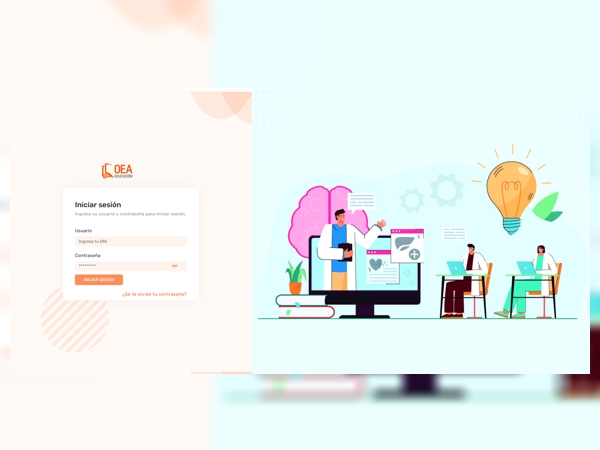 OEA
EDUCACIÓN
Iniciar sesión
Ingrese su usuario y contraseña para iniciar sesión.
Usuario
Ingresa tu DNI
Contraseña
**********
INICIAR SESIÓN
¿Se te olvidó tu contraseña?